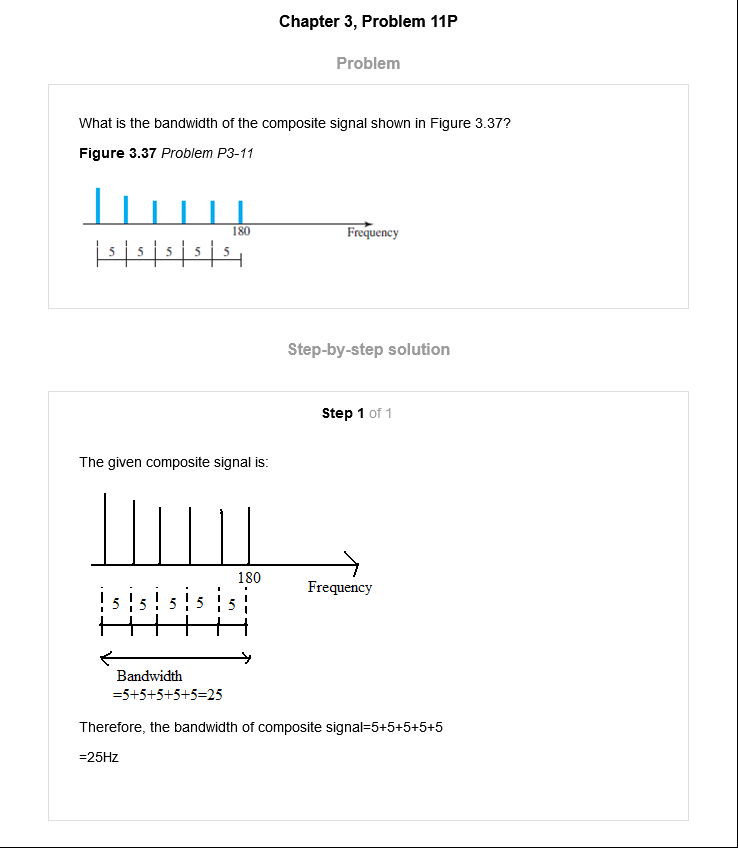 Chapter 3, Problem 11P
Problem
What is the bandwidth of the composite signal shown in Figure 3.37?
Figure 3.37 Problem P3-11
180
Frequency
5 5 5 5 5
Step-by-step solution
Step 1 of 1
The given composite signal is:
180
Frequency
5 5 5 5 5
Bandwidth
=5+5+5+5+5=25
Therefore, the bandwidth of composite signal=5+5+5+5+5
=25Hz